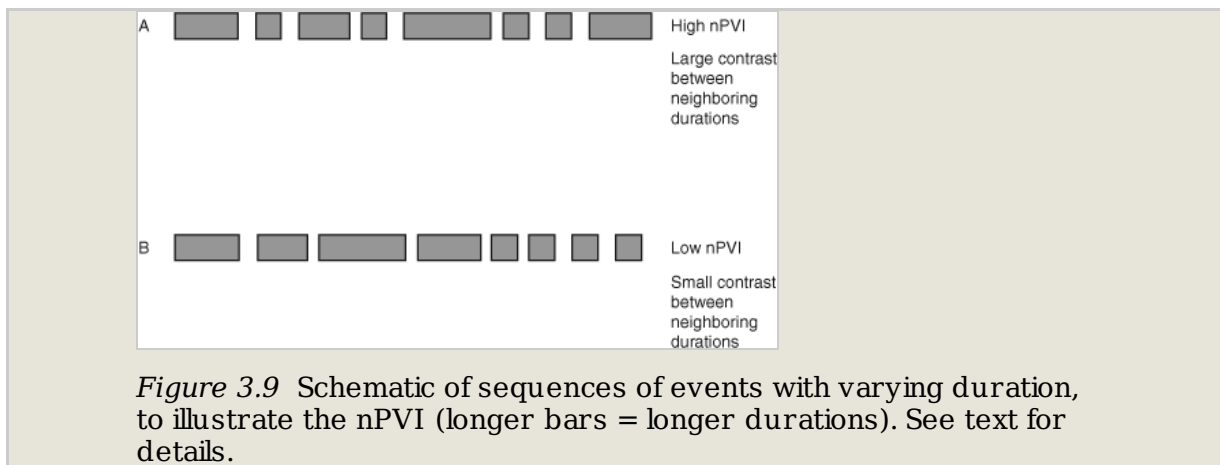 A
High nPVI
Large contrast
between
neighboring
durations
B
Low nPVI
Small contrast
between
neighboring
durations
Figure 3.9 Schematic of sequences of events with varying duration,
to illustrate the nPVI (longer bars = longer durations). See text for
details.